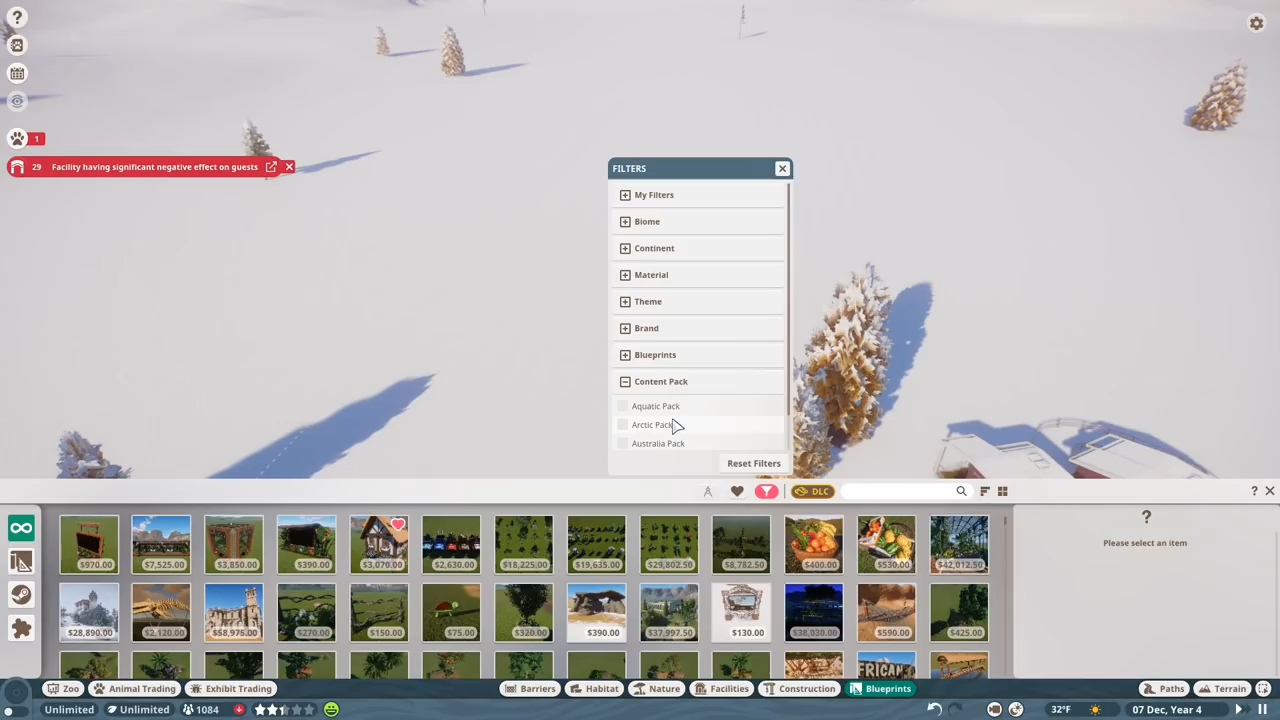 ?
1
29 Facility having significant negative effect on guests
FILTERS
My Filters
Biome
Continent
Material
Theme
Brand
Blueprints
Content Pack
Aquatic Pack
Arctic Pack
Australia Pack
Reset Filters
DLC
?
$970.00 $7,525.00 $3,850.00 $390.00 $3,070.00 $2,630.00 $18,225.00 $19,635.00 $29,802.50 $8,782.50 $400.00 $530.00 $42,012.50
?
Please select an item
$28,890.00 $2,120.00 $58,975.00 $270.00 $150.00 $75.00 $320.00 $390.00 $37,997.50 $130.00 $38,030.00 $590.00 $425.00
Zoo Animal Trading Exhibit Trading Barriers Habitat Nature Facilities Construction Blueprints Paths Terrain
Unlimited Unlimited 1084 32°F 07 Dec, Year 4